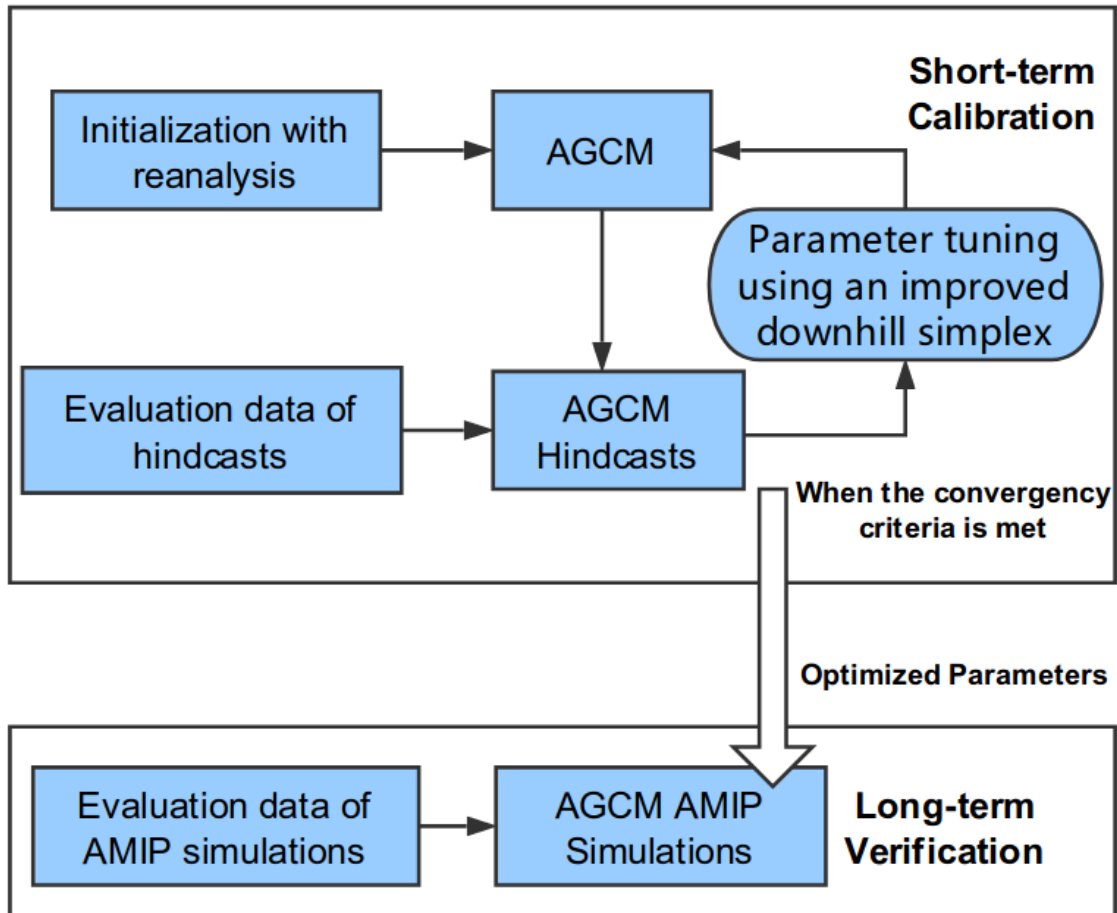 Short-term
Calibration
Initialization with
reanalysis
AGCM
Parameter tuning
using an improved
downhill simplex
Evaluation data of
hindcasts
AGCM
Hindcasts
When the convergency
criteria is met
Optimized Parameters
Evaluation data of
AMIP simulations
AGCM AMIP
Simulations
Long-term
Verification